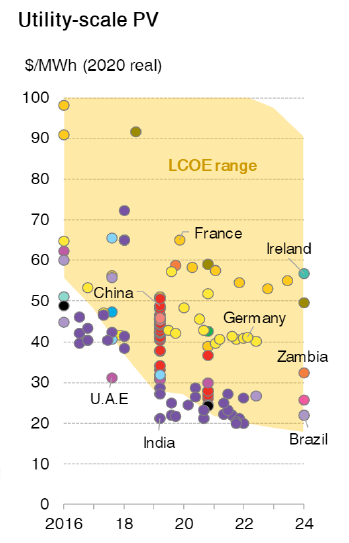 Utility-scale PV
$/MWh (2020 real)
100
90
LCOE range
80
70
France
60
Ireland
50
China
Germany
40
Zambia
30
U.A.E
20
India
Brazil
10
0
2016 18 20 22 24